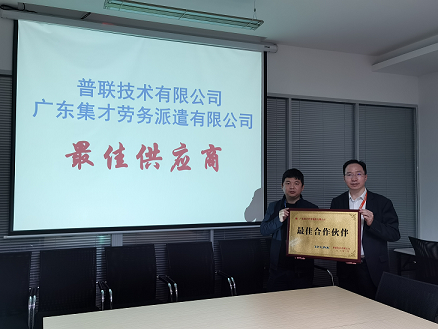 普联技术有限公司
广东集才劳务派遣有限公司
最佳供应商
最佳合作伙伴